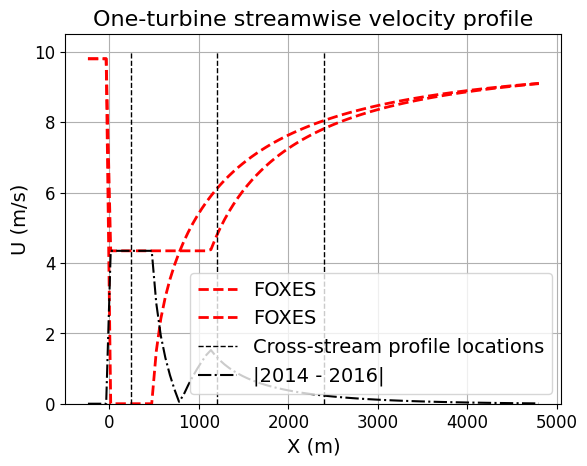 One-turbine streamwise velocity profile
10
8
6
4
2
0
U (m/s)
FOXES
FOXES
Cross-stream profile locations
|2014 - 2016|
0 1000 2000 3000 4000 5000
X (m)